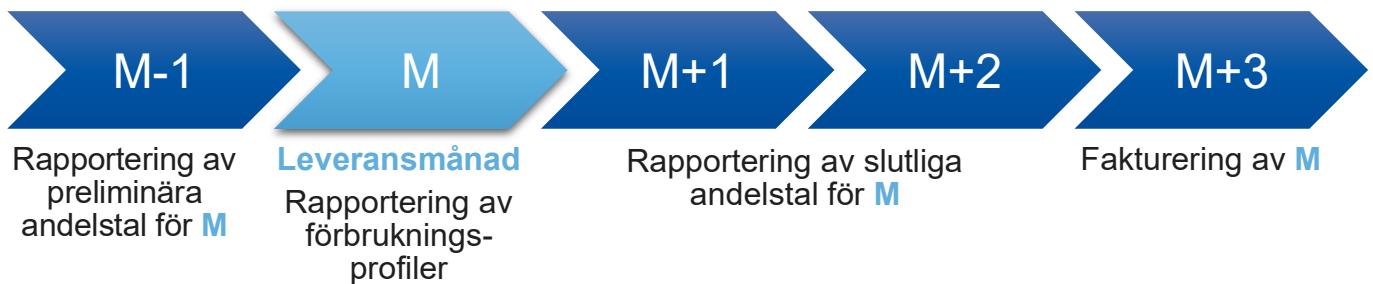 M-1
M
M+1
M+2
M+3
Rapportering av
preliminära
andelstal för M
Leveransmånad
Rapportering av
förbruknings-
profiler
Rapportering av slutliga
andelstal för M
Fakturering av M